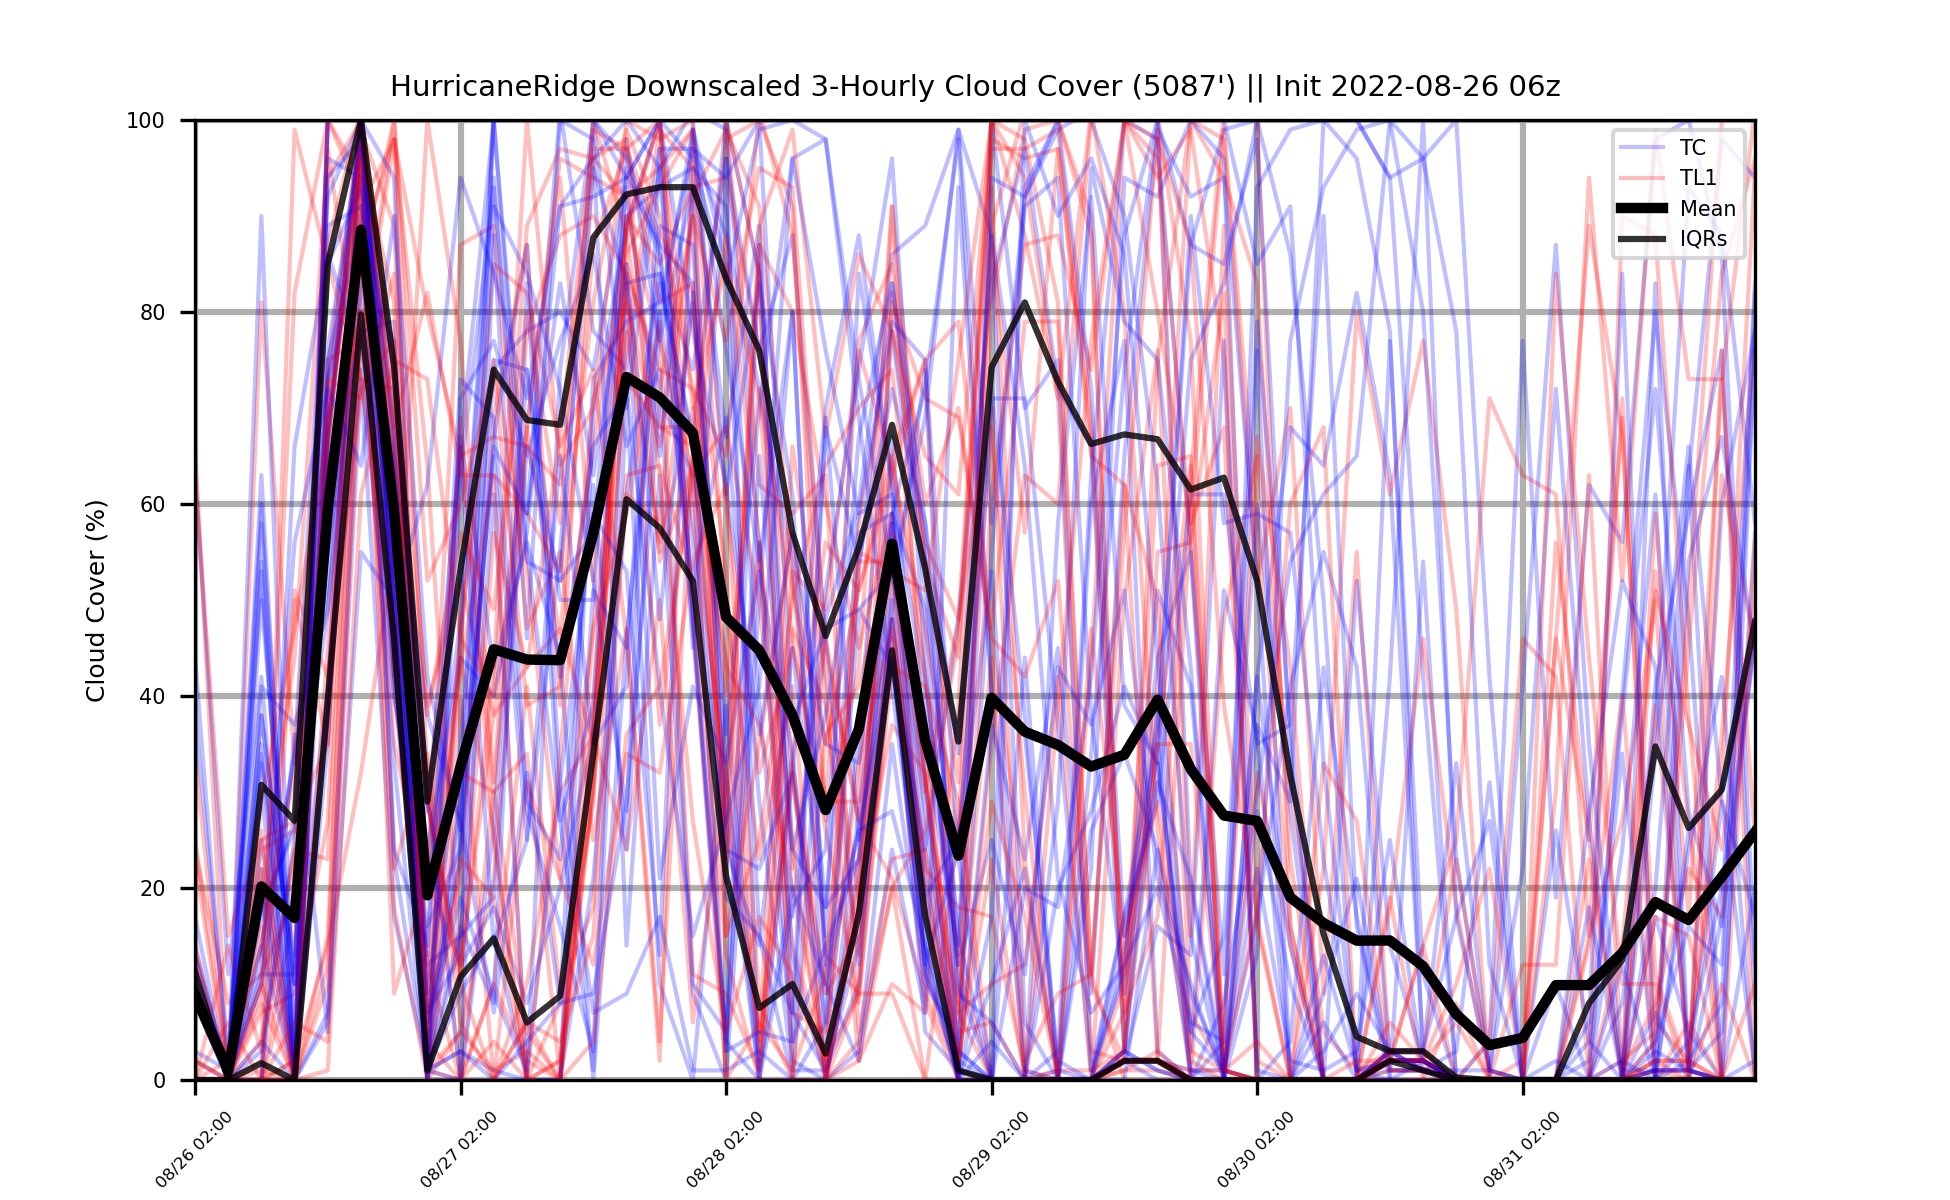 HurricaneRidge Downscaled 3-Hourly Cloud Cover (5087') || Init 2022-08-26 06z
Cloud Cover (%)
100
80
60
40
20
0
TC
TL1
Mean
IQRs
08/26 02:00
08/27 02:00
08/28 02:00
08/29 02:00
08/30 02:00
08/31 02:00